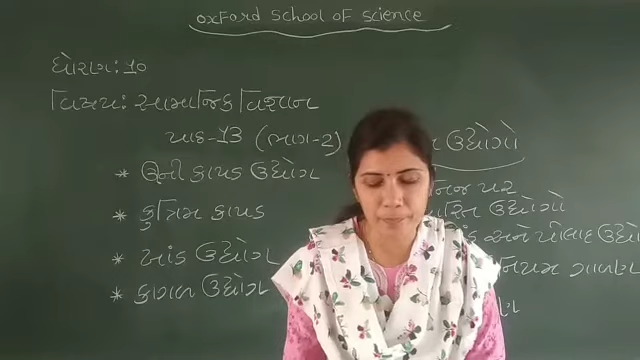 OXFord School of Science
ધોરણ: 10
વિષય: સામાજિક વિજ્ઞાન
પાઠ-13 (ભાગ-2) ઉદ્યોગો
* ઊની કાપડ ઉદ્યોગ
* કૃત્રિમ કાપડ ઉદ્યોગો
અને પોલાદ ઉદ્યો
* ખાંડ ઉદ્યોગ
* કાગળ ઉદ્યોગ